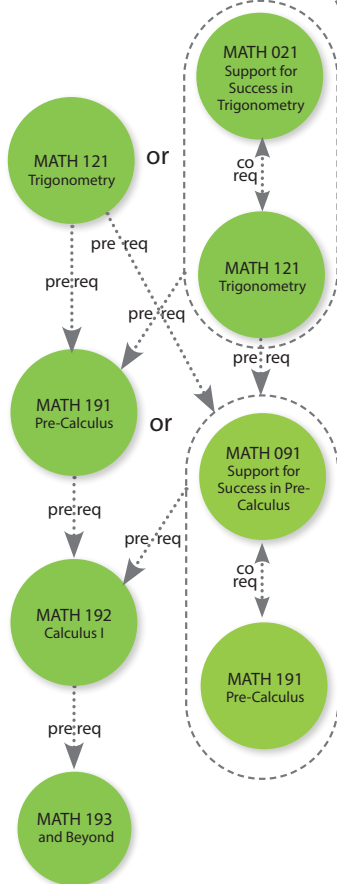 MATH 021
Support for
Success in
Trigonometry
MATH 121
Trigonometry
or
co
req
pre req
MATH 121
Trigonometry
pre req
pre req
pre req
MATH 191
Pre-Calculus
or
MATH 091
Support for
Success in Pre-
Calculus
pre req
pre req
co
req
MATH 192
Calculus I
MATH 191
Pre-Calculus
pre req
MATH 193
and Beyond